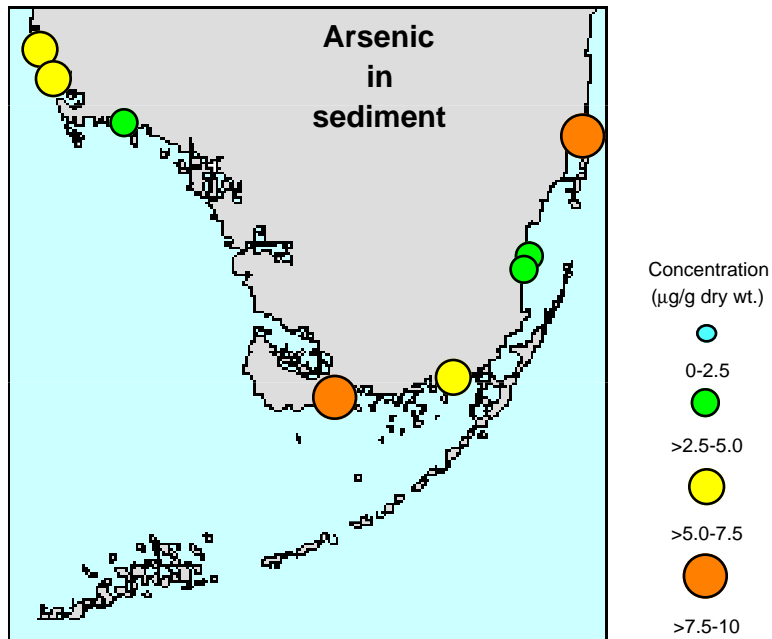 Arsenic
in
sediment
Concentration
(μg/g dry wt.)
0-2.5
>2.5-5.0
>5.0-7.5
>7.5-10